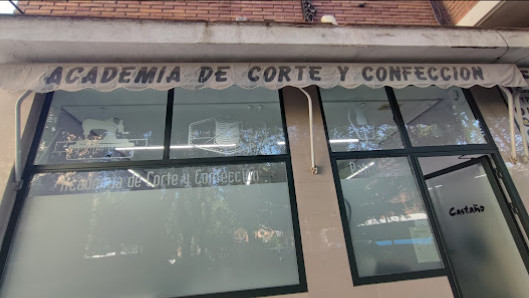 ACADEMIA DE CORTE Y CONFECCION
Academia de Corte y Confección
Castaño